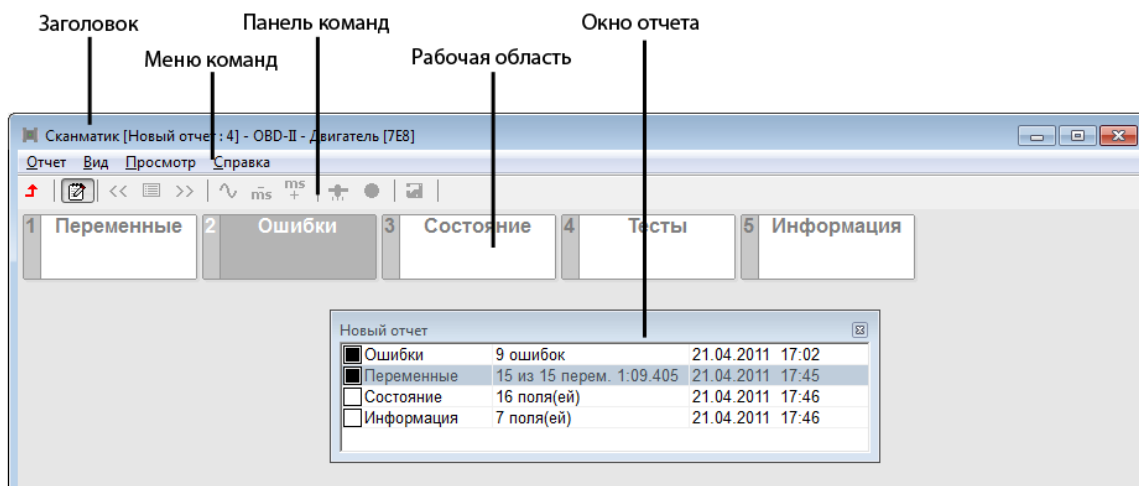 Заголовок Панель команд Окно отчета
Меню команд Рабочая область
Сканматик [Новый отчет : 4] - OBD-II - Двигатель [7E8]
Отчет Вид Просмотр Справка
<< >> ms ms +
1 Переменные 2 Ошибки 3 Состояние 4 Тесты 5 Информация
Новый отчет
Ошибки 9 ошибок 21.04.2011 17:02
Переменные 15 из 15 перем. 1:09.405 21.04.2011 17:45
Состояние 16 поля(ей) 21.04.2011 17:46
Информация 7 поля(ей) 21.04.2011 17:46